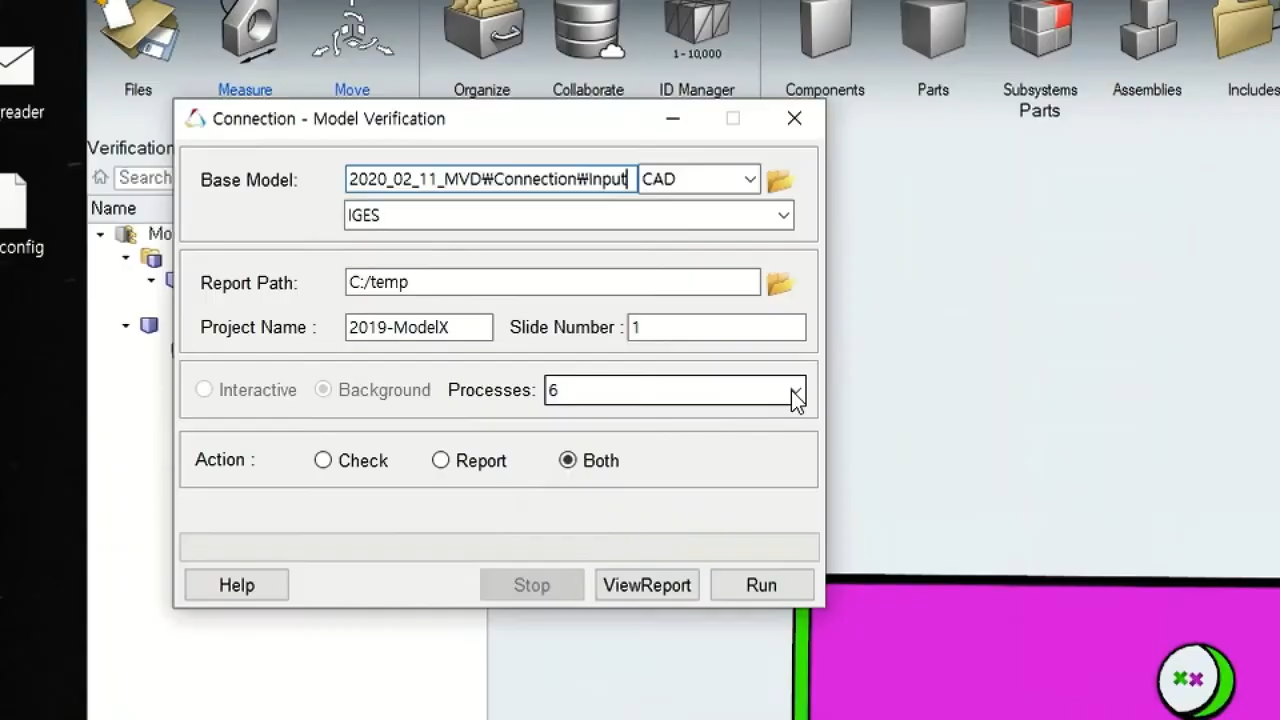 1-10,000
Files Measure Move Organize Collaborate ID Manager Components Parts Subsystems Assemblies Includes
Parts
reader
config
Verification
Search
Name
Mo
Connection - Model Verification
Base Model: 2020_02_11_MVD₩Connection₩Input CAD
IGES
Report Path: C:/temp
Project Name : 2019-ModelX Slide Number : 1
Interactive Background Processes: 6
Action : Check Report Both
Help Stop ViewReport Run